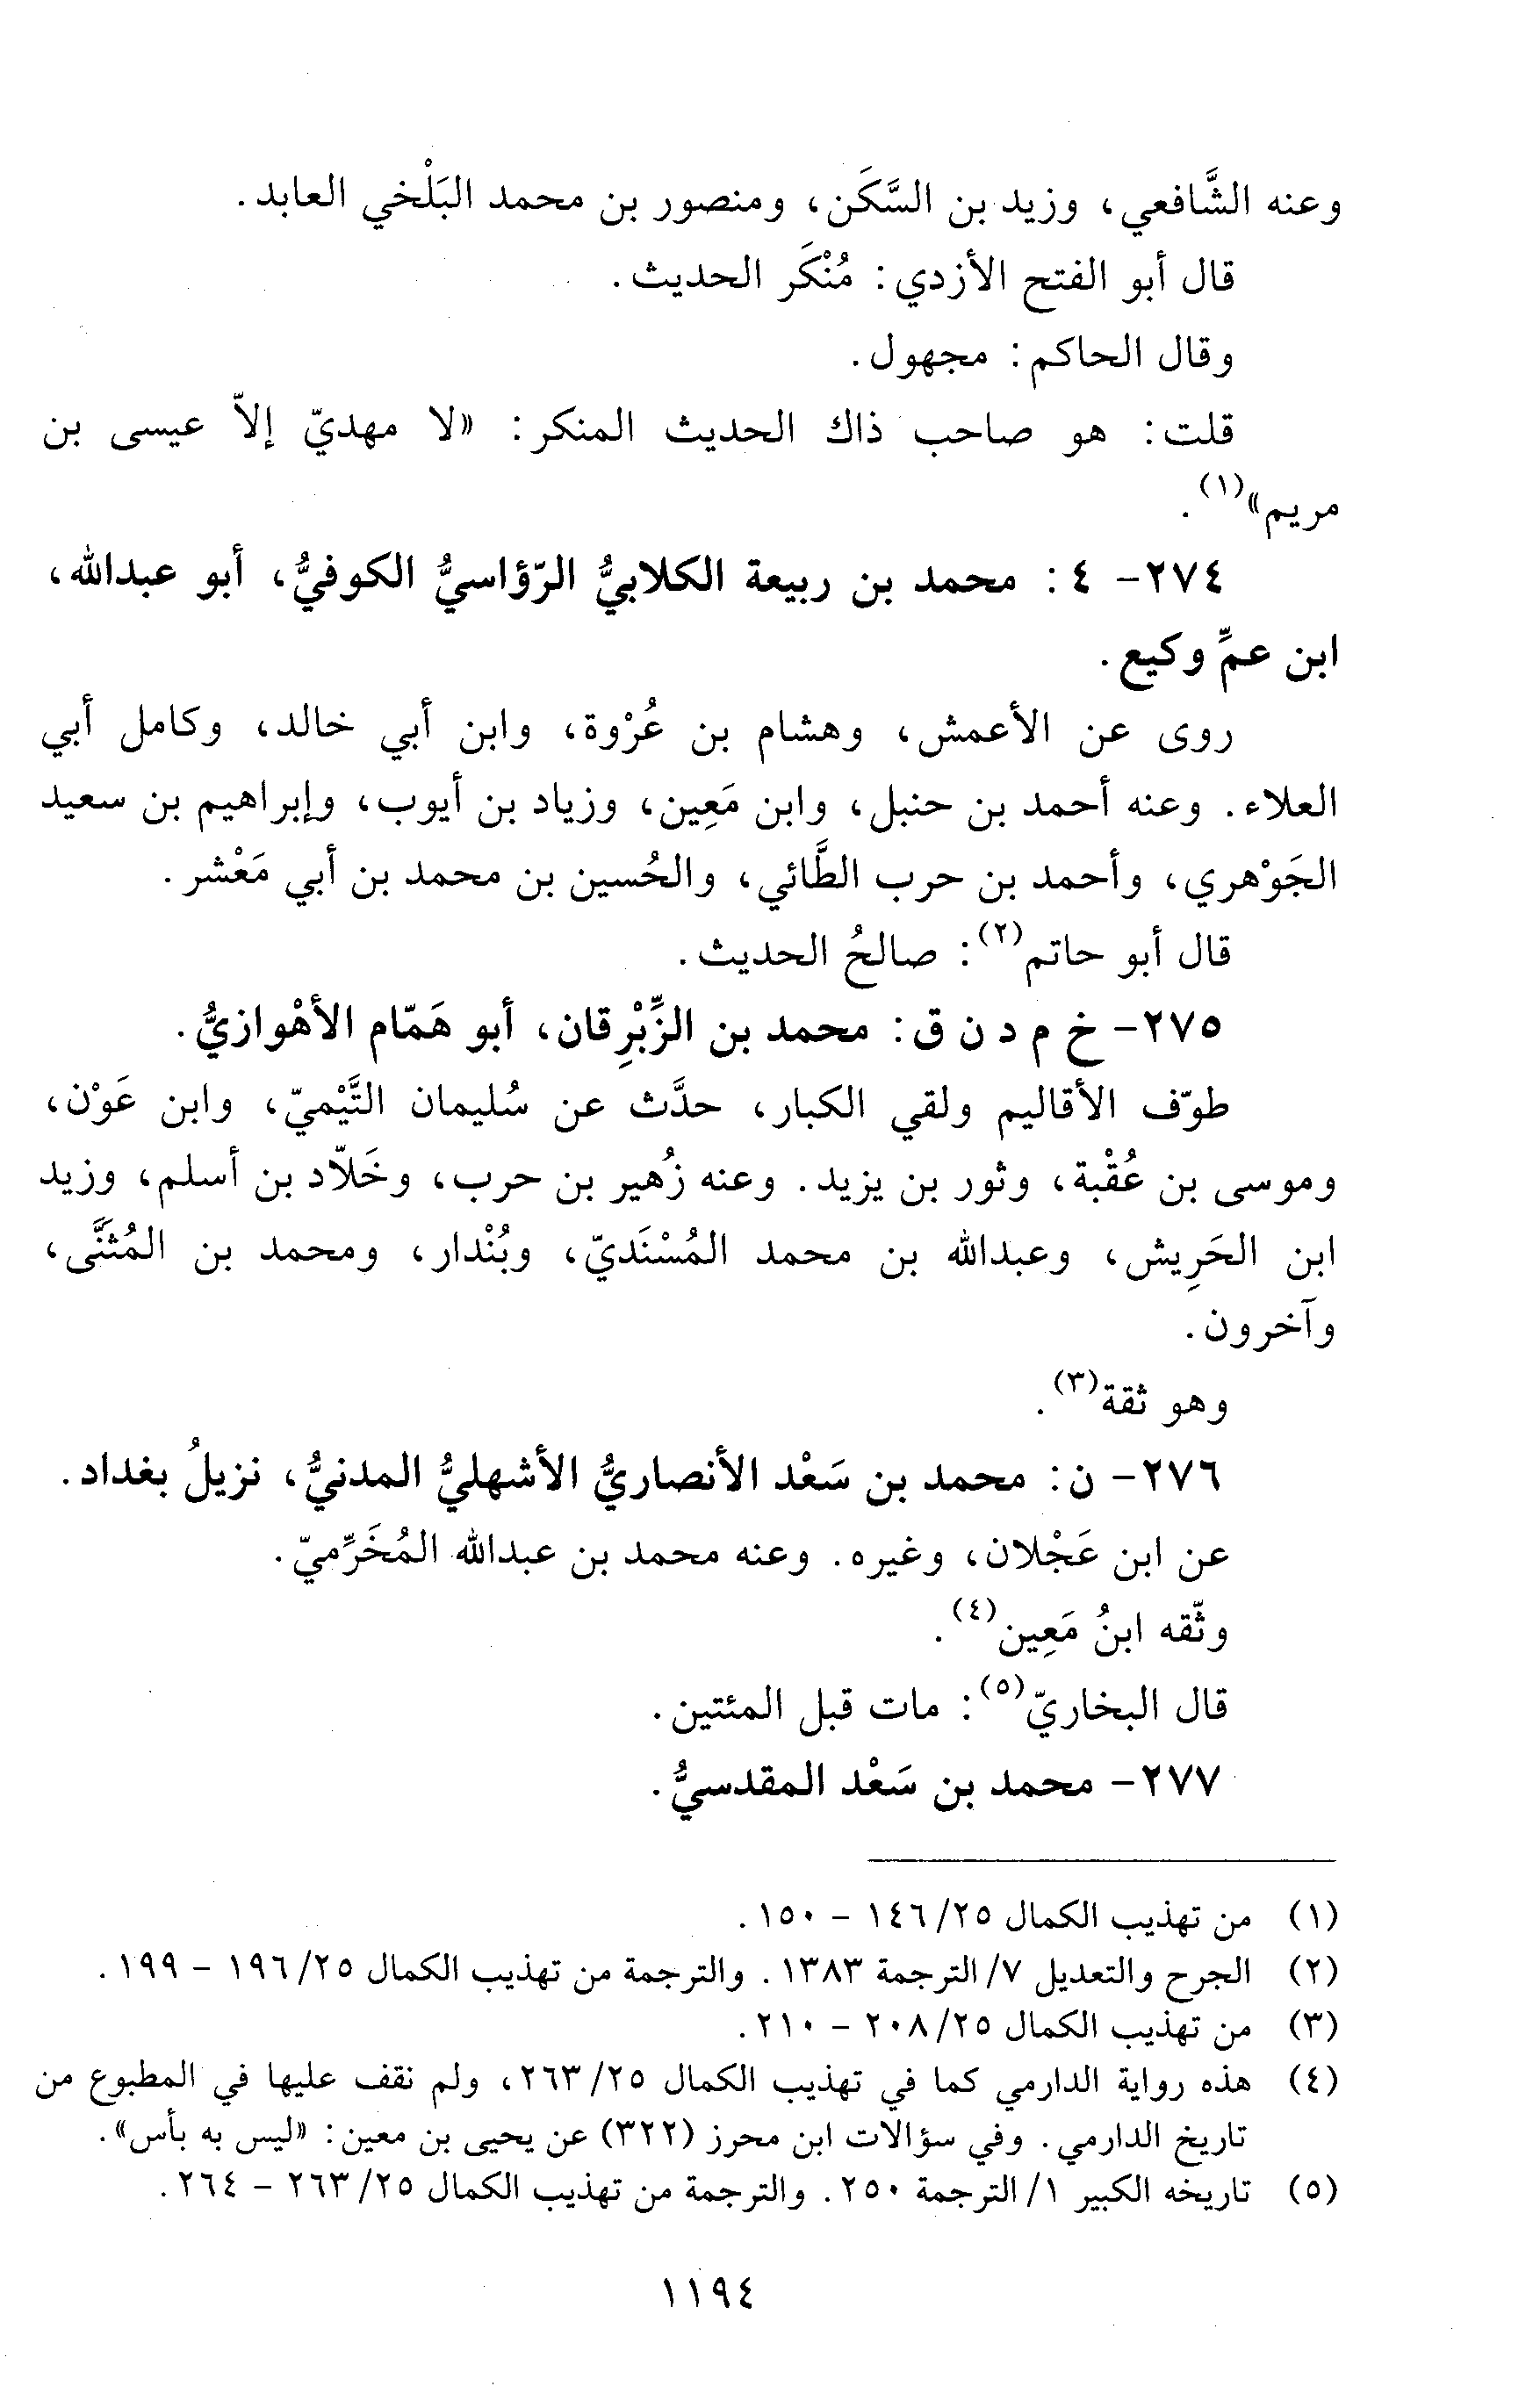 وعنه الشَّافعي، وزيد بن السَّكَن، ومنصور بن محمد البَلْخي العابد.
قال أبو الفتح الأزدي: مُنْكَر الحديث.
وقال الحاكم: مجهول.
قلت: هو صاحب ذاك الحديث المنكر: «لا مهديّ إلاّ عيسى بن
مريم»(١).
٢٧٤- ٤: محمد بن ربيعة الكلابيُّ الرّؤاسيُّ الكوفيُّ، أبو عبدالله،
ابن عمِّ وكيع.
روى عن الأعمش، وهشام بن عُرْوة، وابن أبي خالد، وكامل أبي
العلاء. وعنه أحمد بن حنبل، وابن مَعِين، وزياد بن أيوب، وإبراهيم بن سعيد
الجَوْهري، وأحمد بن حرب الطَّائي، والحُسين بن محمد بن أبي مَعْشر.
قال أبو حاتم(٢): صالحُ الحديث.
٢٧٥- خ م د ن ق: محمد بن الزِّبْرِقان، أبو هَمّام الأهْوازيُّ.
طوّف الأقاليم ولقي الكبار، حدَّث عن سُليمان التَّيْميّ، وابن عَوْن،
وموسى بن عُقْبة، وثور بن يزيد. وعنه زُهير بن حرب، وخَلاّد بن أسلم، وزيد
ابن الحَرِيش، وعبدالله بن محمد المُسْنَديّ، وبُنْدار، ومحمد بن المُثنَّى،
وآخرون.
وهو ثقة(٣).
٢٧٦- ن: محمد بن سَعْد الأنصاريُّ الأشهليُّ المدنيُّ، نزيلُ بغداد.
عن ابن عَجْلان، وغيره. وعنه محمد بن عبدالله المُخَرِّميّ.
وثّقه ابنُ مَعِين(٤).
قال البخاريّ(٥): مات قبل المئتين.
٢٧٧- محمد بن سَعْد المقدسيُّ.
(١) من تهذيب الكمال ٢٥/ ١٤٦ - ١٥٠.
(٢) الجرح والتعديل ٧/ الترجمة ١٣٨٣. والترجمة من تهذيب الكمال ٢٥/ ١٩٦ - ١٩٩.
(٣) من تهذيب الكمال ٢٥/ ٢٠٨ - ٢١٠.
(٤) هذه رواية الدارمي كما في تهذيب الكمال ٢٥/ ٢٦٣، ولم نقف عليها في المطبوع من
تاريخ الدارمي. وفي سؤالات ابن محرز (٣٢٢) عن يحيى بن معين: «ليس به بأس».
(٥) تاريخه الكبير ١/ الترجمة ٢٥٠. والترجمة من تهذيب الكمال ٢٥/ ٢٦٣ - ٢٦٤.
١١٩٤